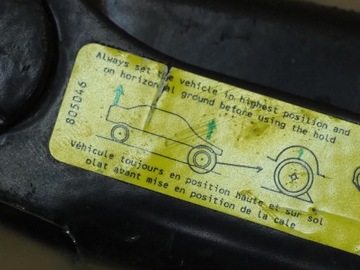 Always set the vehicle in highest position and
on horizontal ground before using the hold
805046
Véhicule toujours en position haute et sur sol
plat avant mise en position de la cale